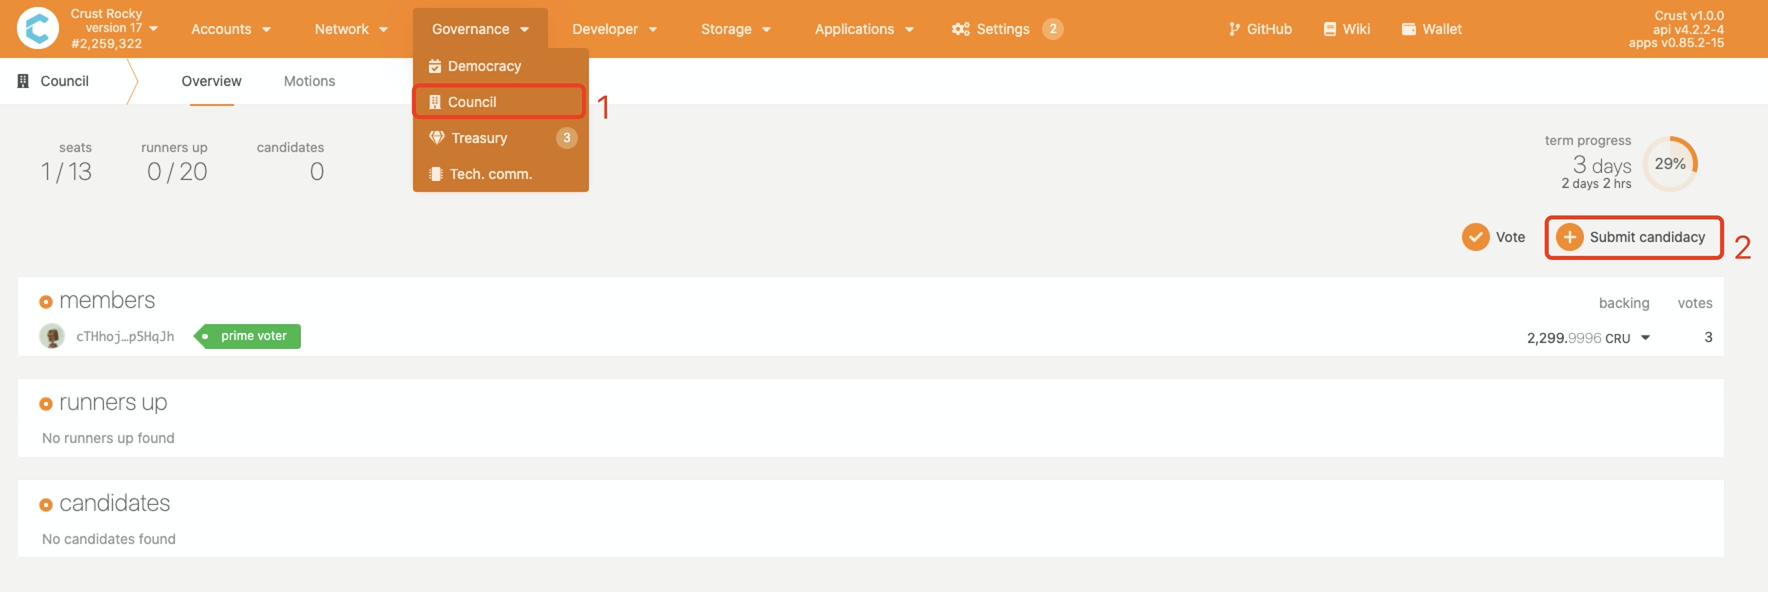 Crust Rocky
version 17
#2,259,322
Accounts
Network
Governance
Developer
Storage
Applications
Settings
2
GitHub
Wiki
Wallet
Crust v1.0.0
api v4.2.2-4
apps v0.85.2-15
Council
Overview
Motions
Democracy
Council
1
Treasury
3
Tech. comm.
seats
1/13
runners up
0/20
candidates
0
term progress
3 days
2 days 2 hrs
29%
Vote
Submit candidacy
2
members
backing
votes
cTHhoj…p5HqJh
prime voter
2,299.9996 CRU
3
runners up
No runners up found
candidates
No candidates found